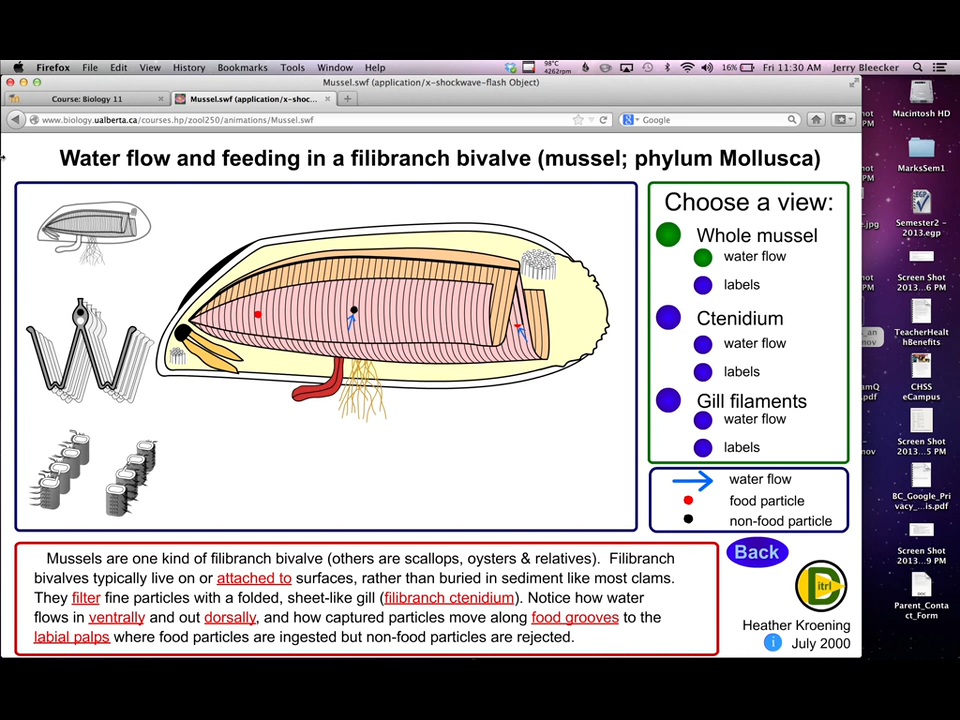 Firefox File Edit View History Bookmarks Tools Window Help 98°C 4262rpm 16% Fri 11:30 AM Jerry Bleecker
Mussel.swf (application/x-shockwave-flash Object)
Course: Biology 11 Mussel.swf (application/x-shoc...
www.biology.ualberta.ca/courses.hp/zool250/animations/Mussel.swf Google
Water flow and feeding in a filibranch bivalve (mussel; phylum Mollusca)
Choose a view:
Whole mussel
water flow
labels
Ctenidium
water flow
labels
Gill filaments
water flow
labels
water flow
food particle
non-food particle
Mussels are one kind of filibranch bivalve (others are scallops, oysters & relatives). Filibranch
bivalves typically live on or attached to surfaces, rather than buried in sediment like most clams.
They filter fine particles with a folded, sheet-like gill (filibranch ctenidium). Notice how water
flows in ventrally and out dorsally, and how captured particles move along food grooves to the
labial palps where food particles are ingested but non-food particles are rejected.
Back
D itrl
Heather Kroening
July 2000
Macintosh HD
MarksSem1
Semester2 -
2013.egp
Screen Shot
2013...6 PM
TeacherHealt
hBenefits
CHSS
eCampus
Screen Shot
2013...5 PM
BC_Google_Pri
vacy_...is.pdf
Screen Shot
2013...9 PM
Parent_Conta
ct_Form